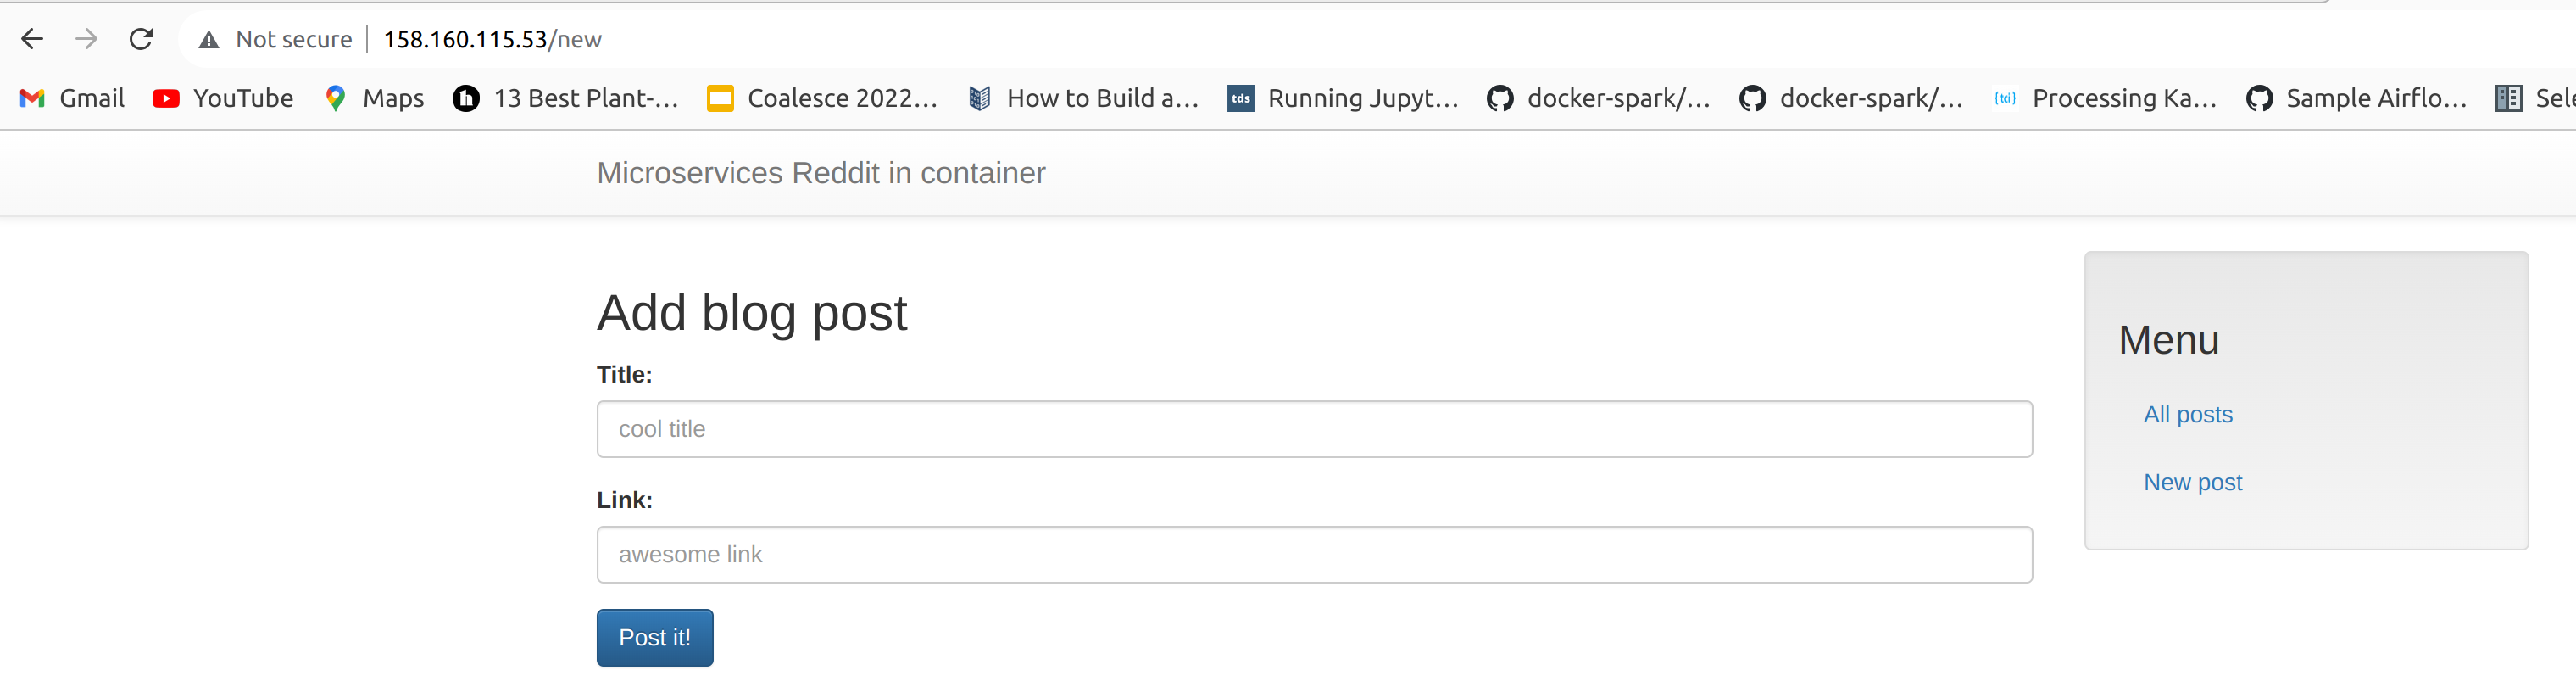 Not secure 158.160.115.53/new
Gmail YouTube Maps 13 Best Plant-... Coalesce 2022... How to Build a... tds Running Jupyt... docker-spark/... docker-spark/... {tci} Processing Ka... Sample Airflo... Sele
Microservices Reddit in container
Add blog post
Title:
cool title
Link:
awesome link
Post it!
Menu
All posts
New post